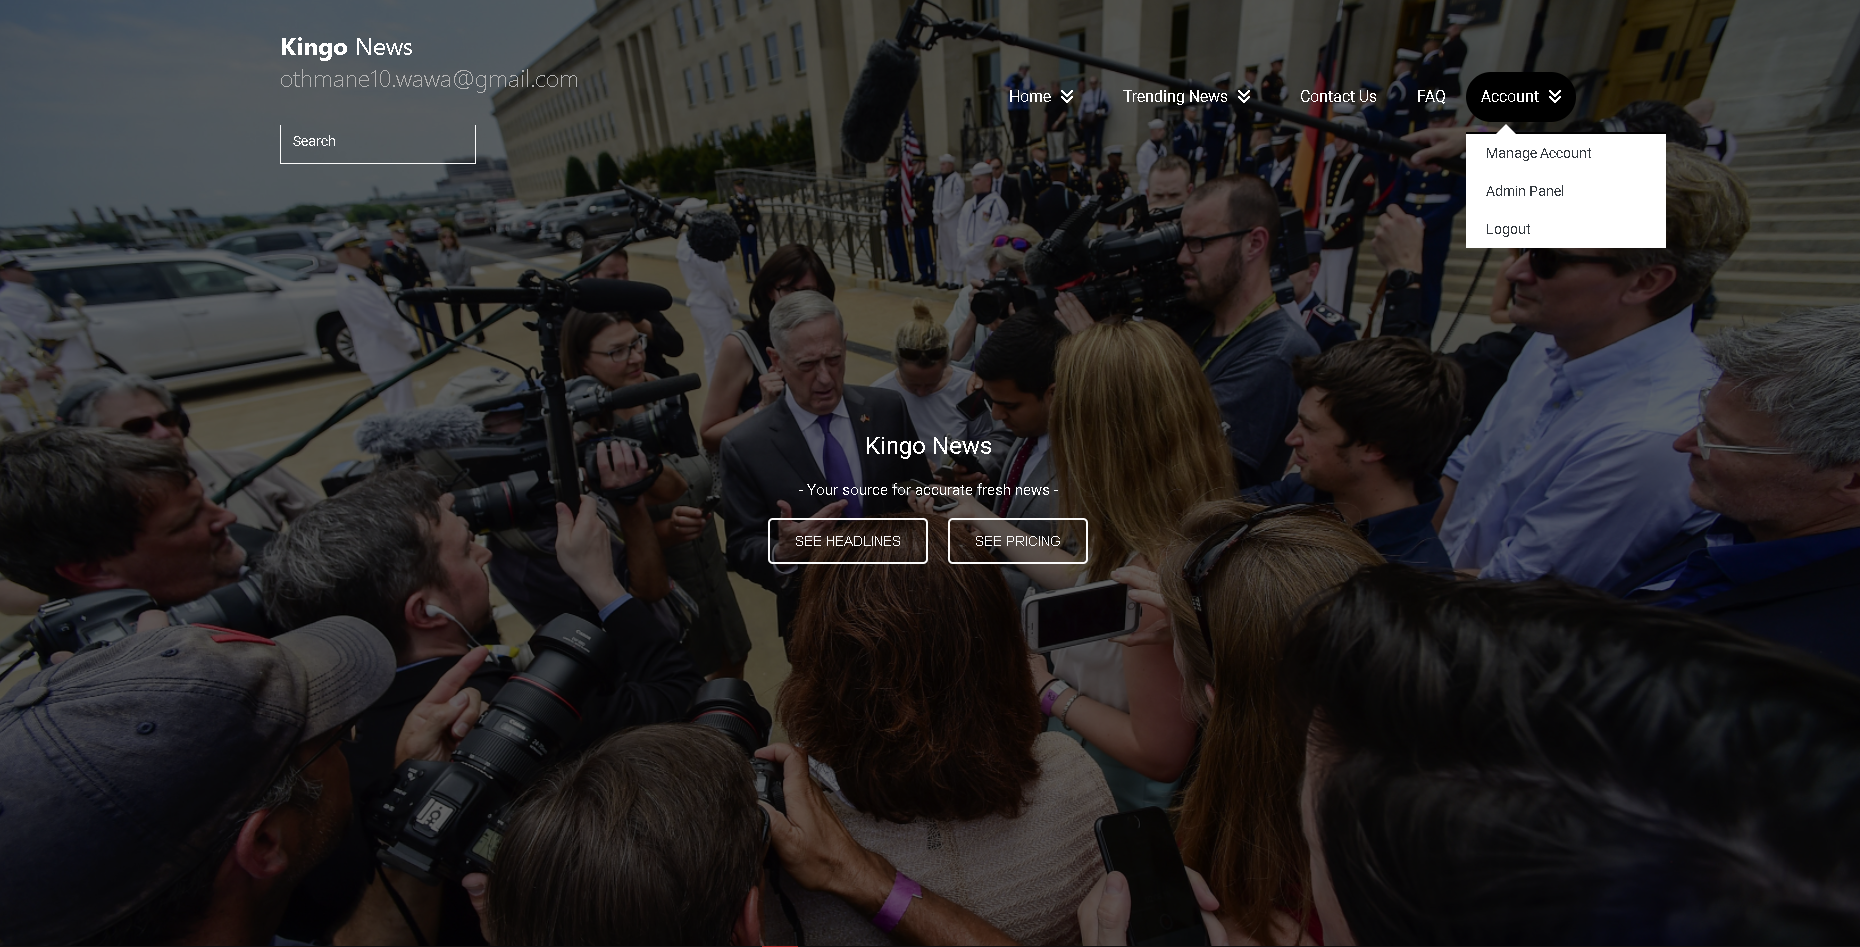 Kingo News
othmane10.wawa@gmail.com
Home
Trending News
Contact Us
FAQ
Account
Search
Manage Account
Admin Panel
Logout
Kingo News
- Your source for accurate fresh news -
SEE HEADLINES
SEE PRICING